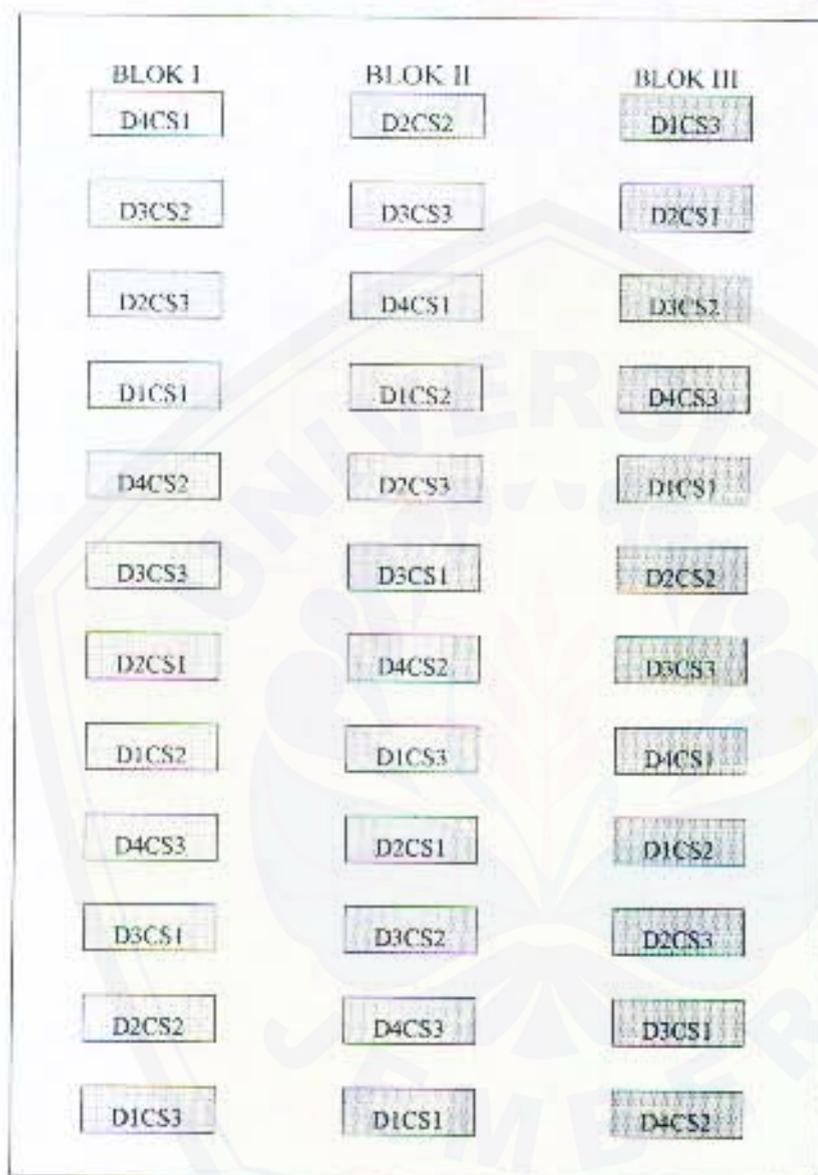 BLOK I BLOK II BLOK III
D4CS1 D2CS2 D1CS3
D3CS2 D3CS3 D2CS1
D2CS3 D4CS1 D3CS2
D1CS1 D1CS2 D4CS3
D4CS2 D2CS3 D1CS1
D3CS3 D3CS1 D2CS2
D2CS1 D4CS2 D3CS3
D1CS2 D1CS3 D4CS1
D4CS3 D2CS1 D1CS2
D3CS1 D3CS2 D2CS3
D2CS2 D4CS3 D3CS1
D1CS3 D1CS1 D4CS2
UNIVERSITA
JEMBER